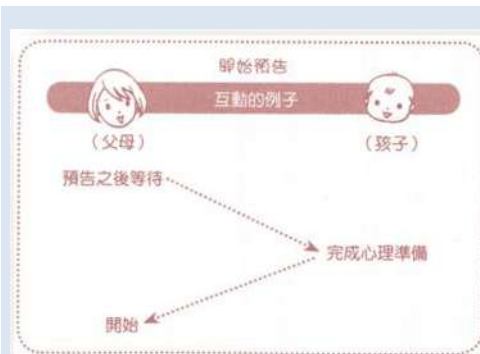 開始預告
互動的例子
（父母）
（孩子）
預告之後等待
完成心理準備
開始